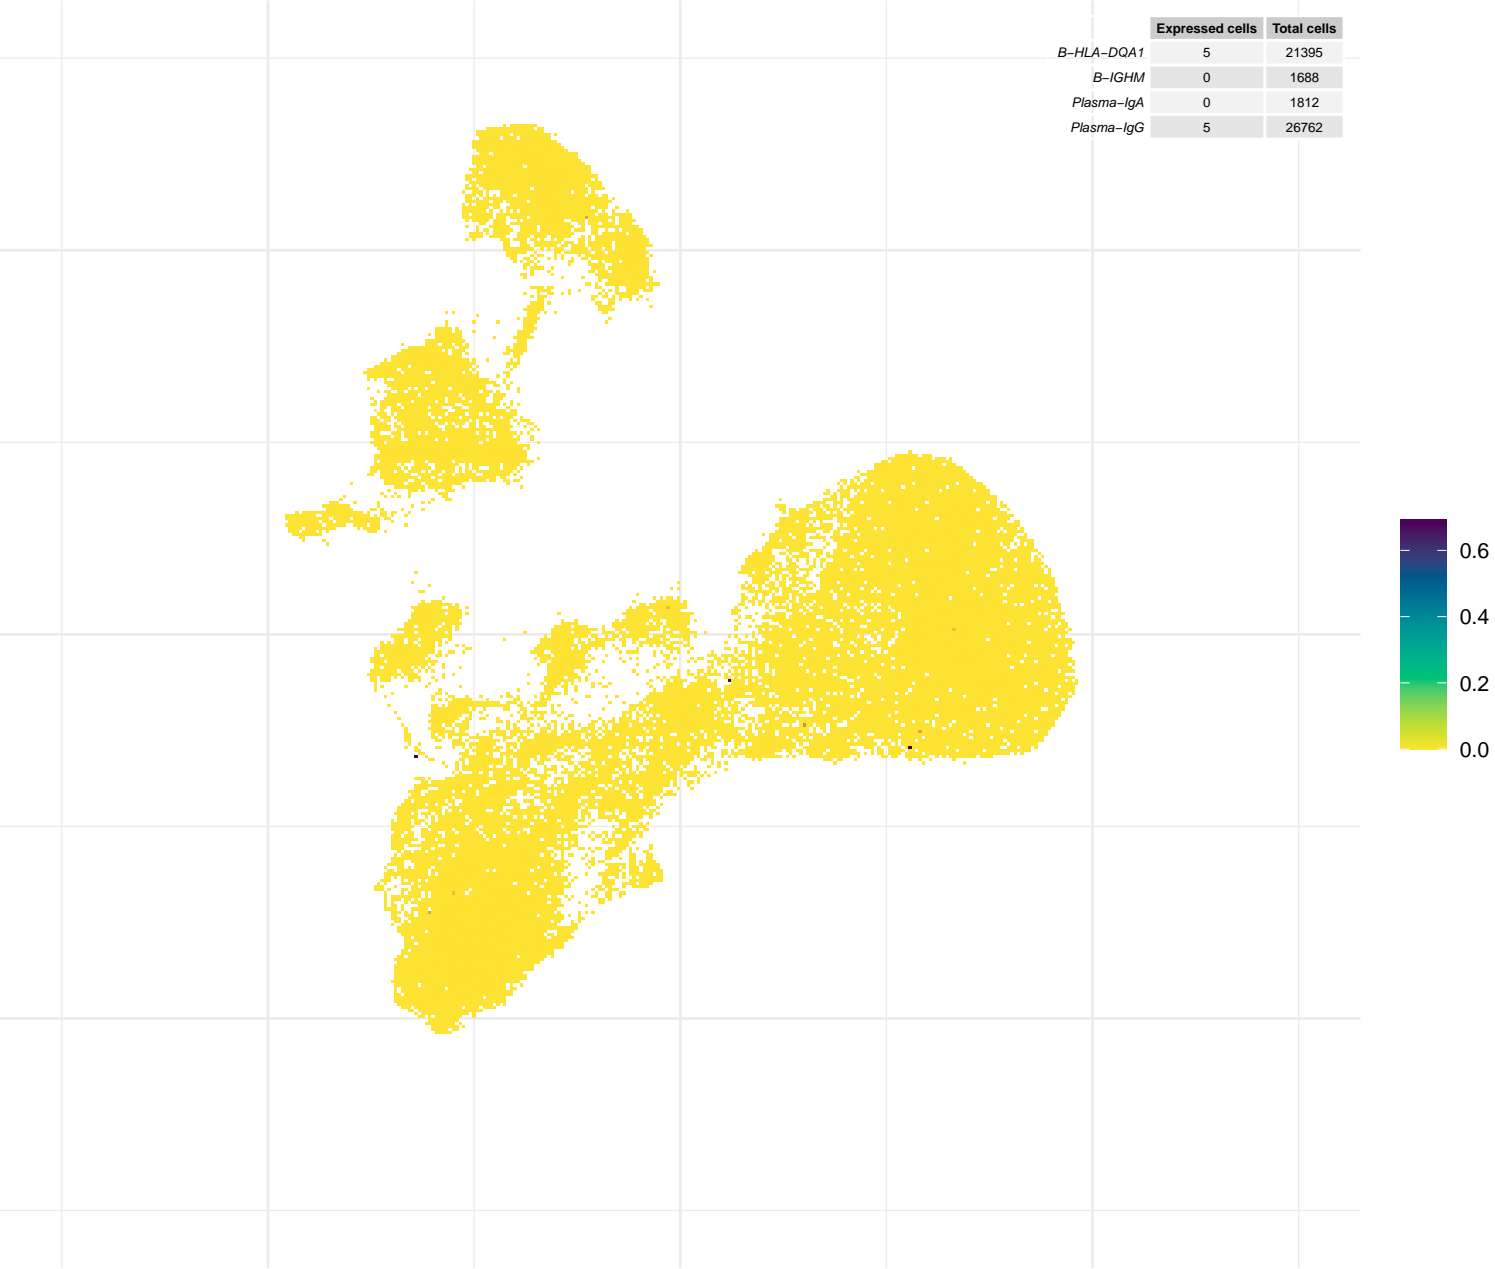 Expressed cells Total cells
B−HLA−DQA1 5 21395
B−IGHM 0 1688
Plasma−IgA 0 1812
Plasma−IgG 5 26762
0.6
0.4
0.2
0.0